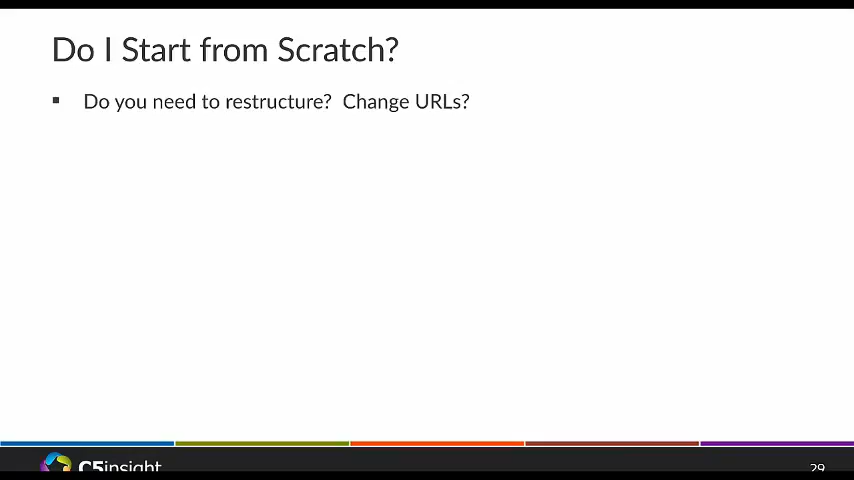 Do I Start from Scratch?
▪ Do you need to restructure?  Change URLs?
C5insight
29